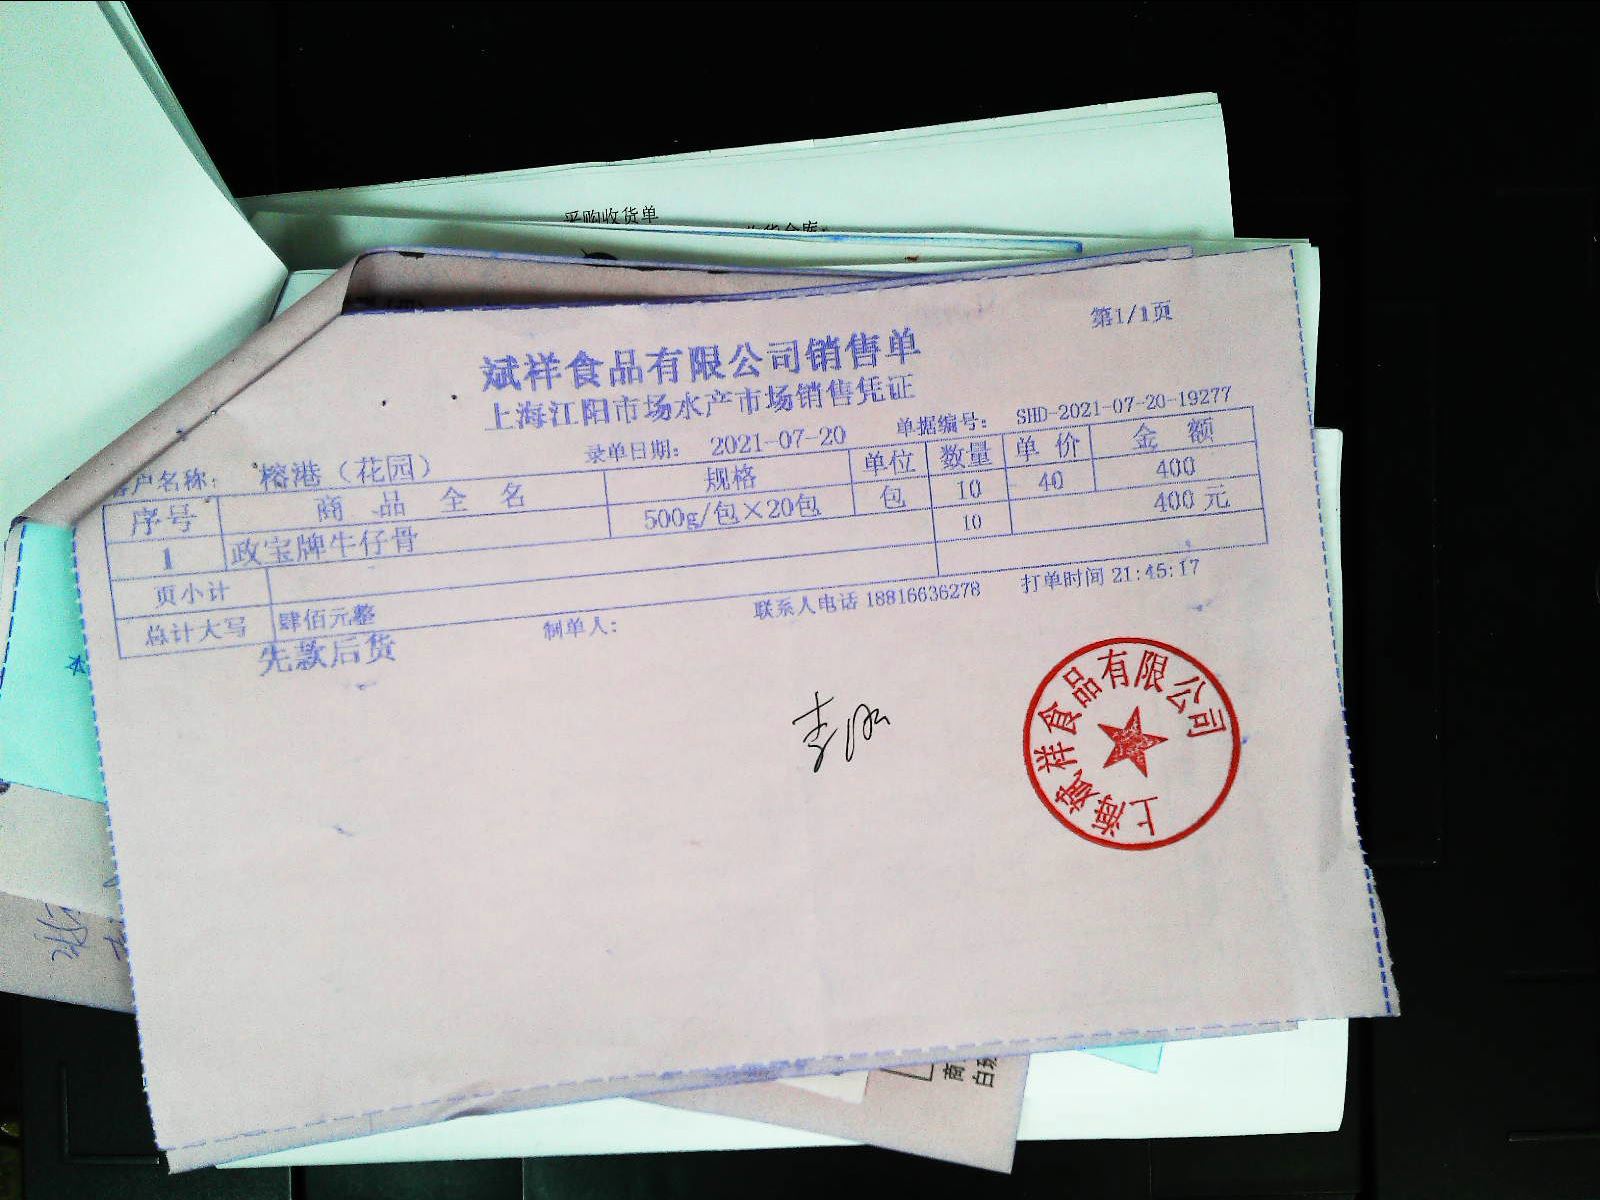 采购收货单
收货仓库:
第1/1页
斌祥食品有限公司销售单
上海江阳市场水产市场销售凭证
客户名称: 榕港（花园） 录单日期: 2021-07-20 单据编号: SHD-2021-07-20-19277
序号 商品全名 规格 单位 数量 单价 金额
1 政宝牌牛仔骨 500g/包×20包 包 10 40 400
页小计 10 400 元
总计大写 肆佰元整
先款后货 制单人: 联系人电话 18816636278 打单时间 21:45:17
上海斌祥食品有限公司